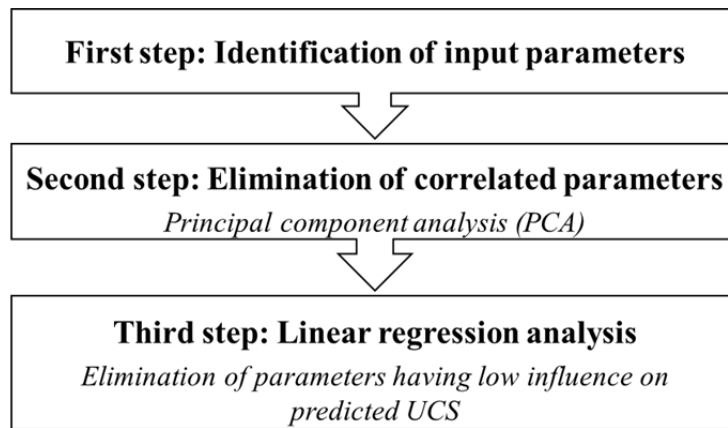 First step: Identification of input parameters
Second step: Elimination of correlated parameters
Principal component analysis (PCA)
Third step: Linear regression analysis
Elimination of parameters having low influence on
predicted UCS